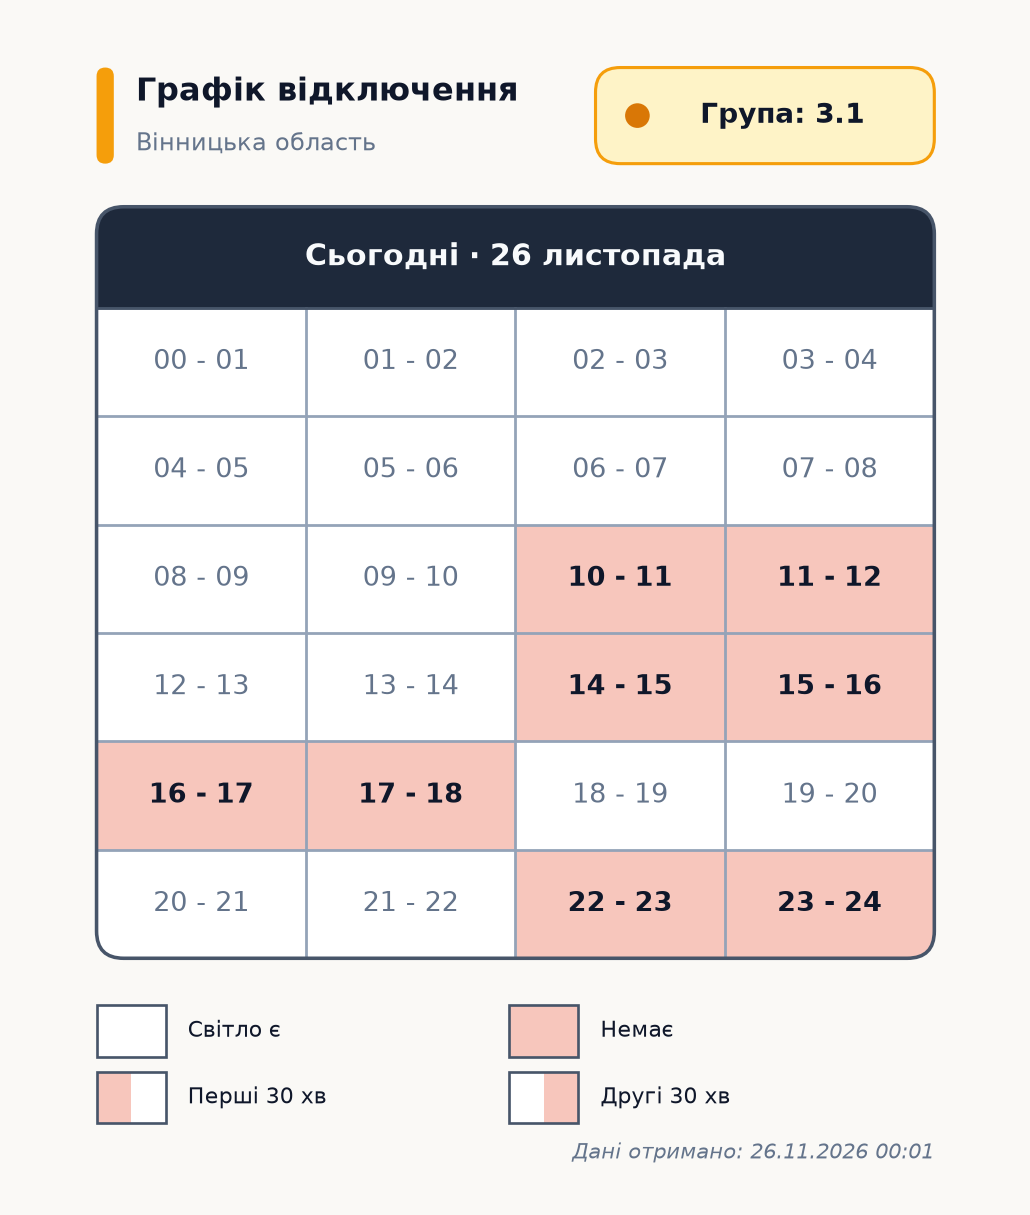 Графік відключення
Вінницька область
Група: 3.1
Сьогодні · 26 листопада
00 - 01 01 - 02 02 - 03 03 - 04
04 - 05 05 - 06 06 - 07 07 - 08
08 - 09 09 - 10 10 - 11 11 - 12
12 - 13 13 - 14 14 - 15 15 - 16
16 - 17 17 - 18 18 - 19 19 - 20
20 - 21 21 - 22 22 - 23 23 - 24
Світло є Немає
Перші 30 хв Другі 30 хв
Дані отримано: 26.11.2026 00:01